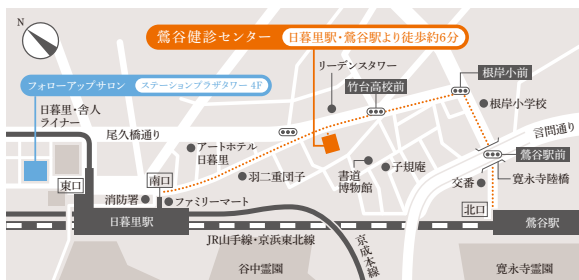 N
鶯谷健診センター 日暮里駅・鶯谷駅より徒歩約6分
リーデンスタワー
根岸小前
フォローアップサロン ステーションプラザタワー 4F
竹台高校前
根岸小学校
日暮里・舎人
ライナー
尾久橋通り
言問通り
アートホテル
日暮里
鶯谷駅前
書道
博物館
子規庵
寛永寺陸橋
羽二重団子
東口
南口
交番
消防署
ファミリーマート
北口
日暮里駅
鶯谷駅
JR山手線・京浜東北線
京成本線
谷中霊園
寛永寺霊園